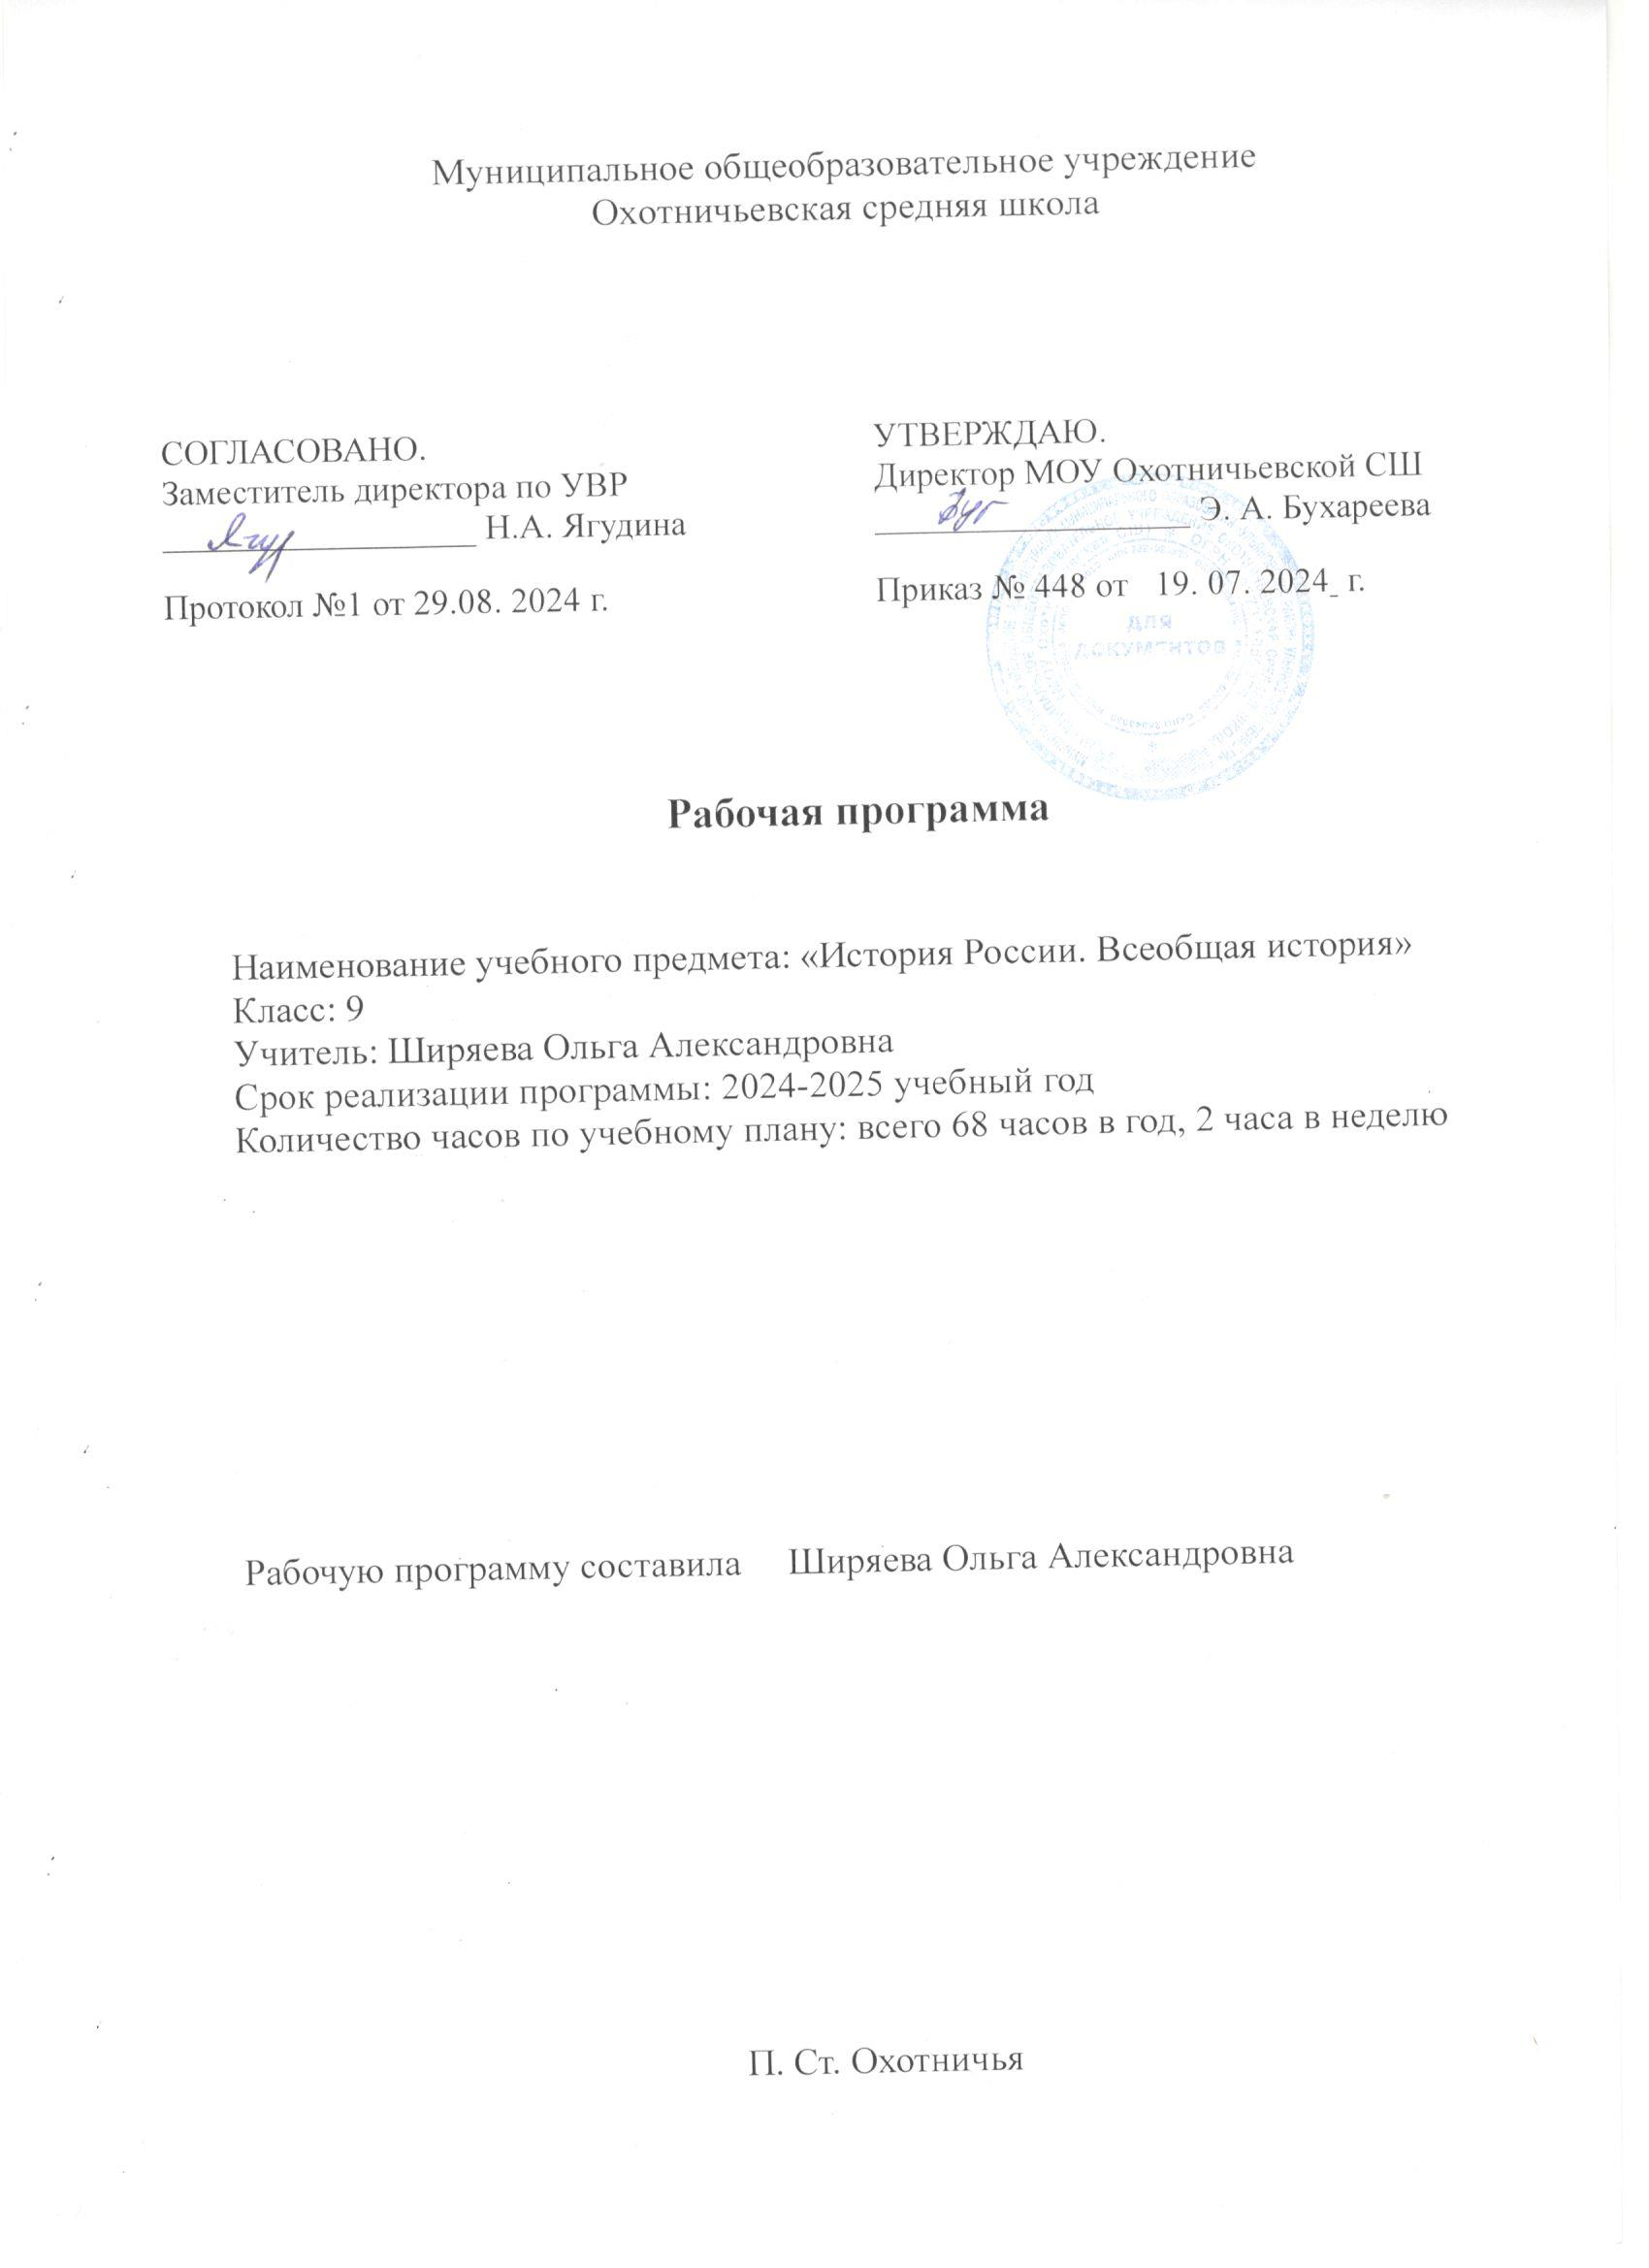 Муниципальное общеобразовательное учреждение
Охотничьевская средняя школа
СОГЛАСОВАНО.
Заместитель директора по УВР
Н.А. Ягудина
Протокол №1 от 29.08. 2024 г.
УТВЕРЖДАЮ.
Директор МОУ Охотничьевской СШ
Э. А. Бухареева
Приказ № 448 от 19. 07. 2024 г.
ДЛЯ
ДОКУМЕНТОВ
Рабочая программа
Наименование учебного предмета: «История России. Всеобщая история»
Класс: 9
Учитель: Ширяева Ольга Александровна
Срок реализации программы: 2024-2025 учебный год
Количество часов по учебному плану: всего 68 часов в год, 2 часа в неделю
Рабочую программу составила Ширяева Ольга Александровна
П. Ст. Охотничья